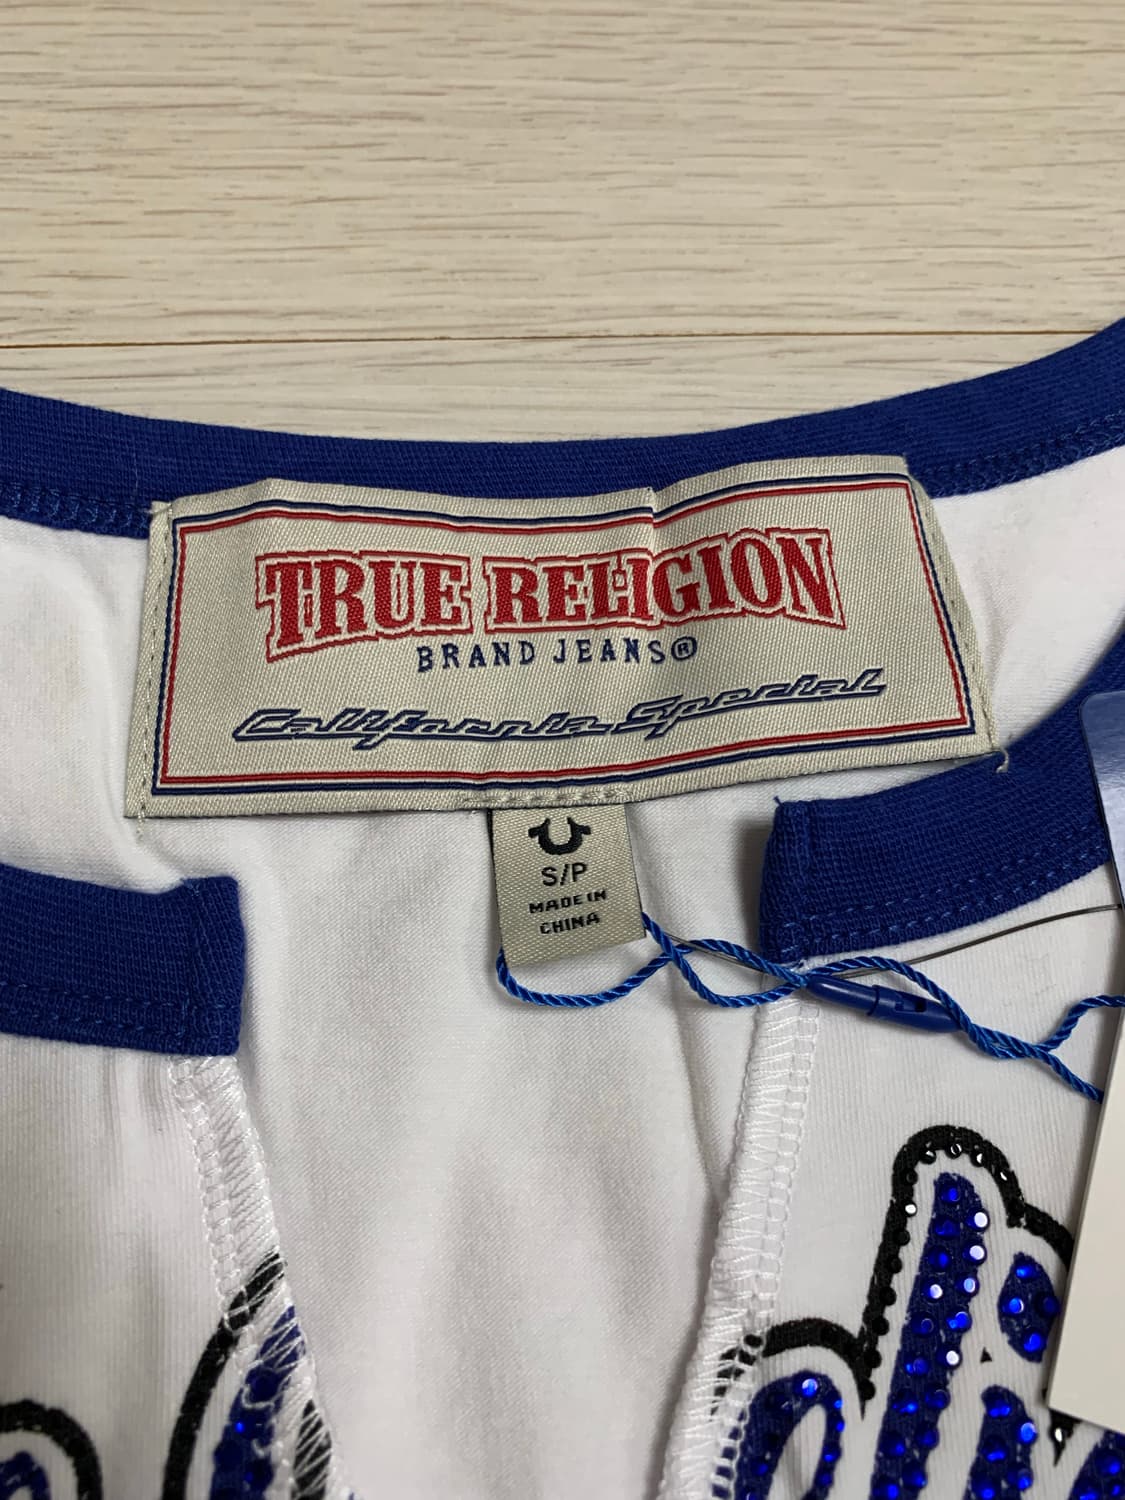 TRUE RELIGION
BRAND JEANS®
California Special
S/P
MADE IN
CHINA